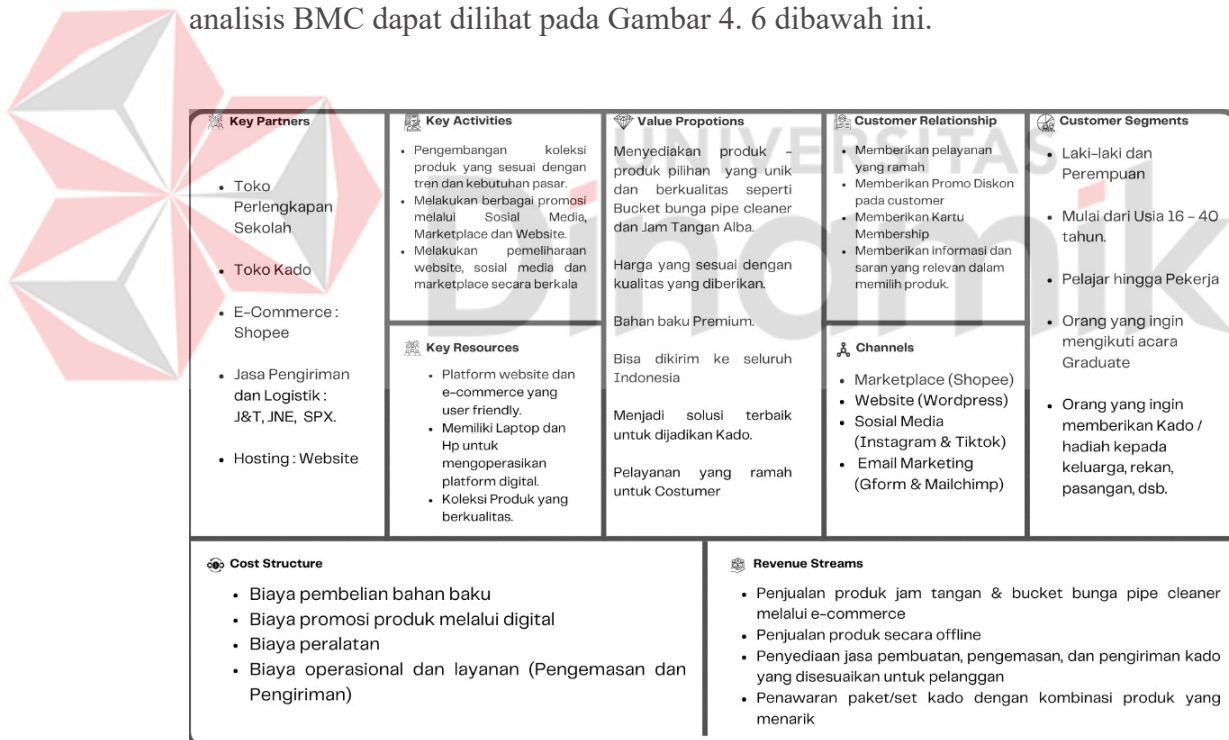 analisis BMC dapat dilihat pada Gambar 4. 6 dibawah ini.
UNIVERSITAS
Dinamika
Key Partners
• Toko
Perlengkapan
Sekolah
• Toko Kado
• E-Commerce :
Shopee
• Jasa Pengiriman
dan Logistik :
J&T, JNE, SPX.
• Hosting : Website
Key Activities
• Pengembangan koleksi
produk yang sesuai dengan
tren dan kebutuhan pasar.
• Melakukan berbagai promosi
melalui Sosial Media,
Marketplace dan Website.
• Melakukan pemeliharaan
website, sosial media dan
marketplace secara berkala
Key Resources
• Platform website dan
e-commerce yang
user friendly.
• Memiliki Laptop dan
Hp untuk
mengoperasikan
platform digital.
• Koleksi Produk yang
berkualitas.
Value Propotions
Menyediakan produk -
produk pilihan yang unik
dan berkualitas seperti
Bucket bunga pipe cleaner
dan Jam Tangan Alba.
Harga yang sesuai dengan
kualitas yang diberikan.
Bahan baku Premium.
Bisa dikirim ke seluruh
Indonesia
Menjadi solusi terbaik
untuk dijadikan Kado.
Pelayanan yang ramah
untuk Costumer
Customer Relationship
• Memberikan pelayanan
yang ramah
• Memberikan Promo Diskon
pada customer
• Memberikan Kartu
Membership
• Memberikan informasi dan
saran yang relevan dalam
memilih produk.
Channels
• Marketplace (Shopee)
• Website (Wordpress)
• Sosial Media
(Instagram & Tiktok)
• Email Marketing
(Gform & Mailchimp)
Customer Segments
• Laki-laki dan
Perempuan
• Mulai dari Usia 16 - 40
tahun.
• Pelajar hingga Pekerja
• Orang yang ingin
mengikuti acara
Graduate
• Orang yang ingin
memberikan Kado /
hadiah kepada
keluarga, rekan,
pasangan, dsb.
Cost Structure
• Biaya pembelian bahan baku
• Biaya promosi produk melalui digital
• Biaya peralatan
• Biaya operasional dan layanan (Pengemasan dan
Pengiriman)
Revenue Streams
• Penjualan produk jam tangan & bucket bunga pipe cleaner
melalui e-commerce
• Penjualan produk secara offline
• Penyediaan jasa pembuatan, pengemasan, dan pengiriman kado
yang disesuaikan untuk pelanggan
• Penawaran paket/set kado dengan kombinasi produk yang
menarik